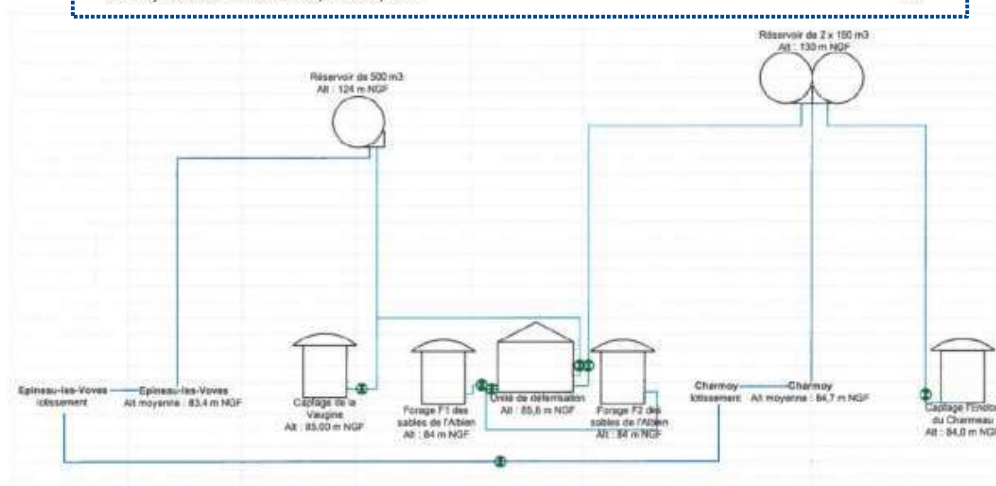 Réservoir de 2 x 150 m3
Alt : 130 m NGF
Réservoir de 500 m3
Alt : 124 m NGF
Epineau-les-Voves
lotissement
Epineau-les-Voves
Alt moyenne : 83,4 m NGF
Captage de la
Vaugine
Alt : 85,00 m NGF
Forage F1 des
sables de l'Albien
Alt : 84 m NGF
Unité de déferrisation
Alt : 85,6 m NGF
Forage F2 des
sables de l'Albien
Alt : 84 m NGF
Charmoy
lotissement
Charmoy
Alt moyenne : 84,7 m NGF
Captage l'Enclos
du Charmeau
Alt : 84,0 m NGF